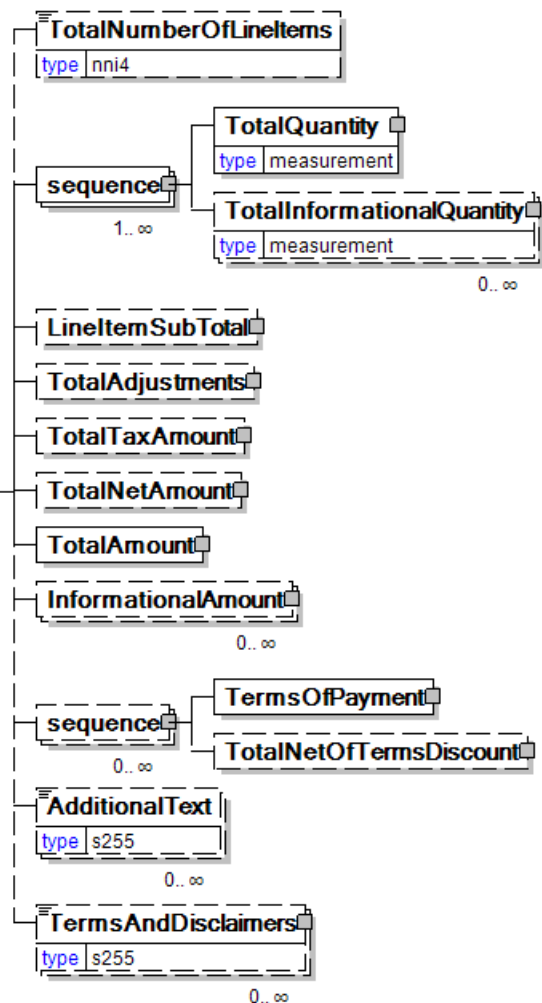 TotalNumberOfLineItems
type nni4
TotalQuantity
type measurement
sequence
1.. ∞
TotalInformationalQuantity
type measurement
0.. ∞
LineItemSubTotal
TotalAdjustments
TotalTaxAmount
TotalNetAmount
TotalAmount
InformationalAmount
0.. ∞
TermsOfPayment
sequence
0.. ∞
TotalNetOfTermsDiscount
AdditionalText
type s255
0.. ∞
TermsAndDisclaimers
type s255
0.. ∞